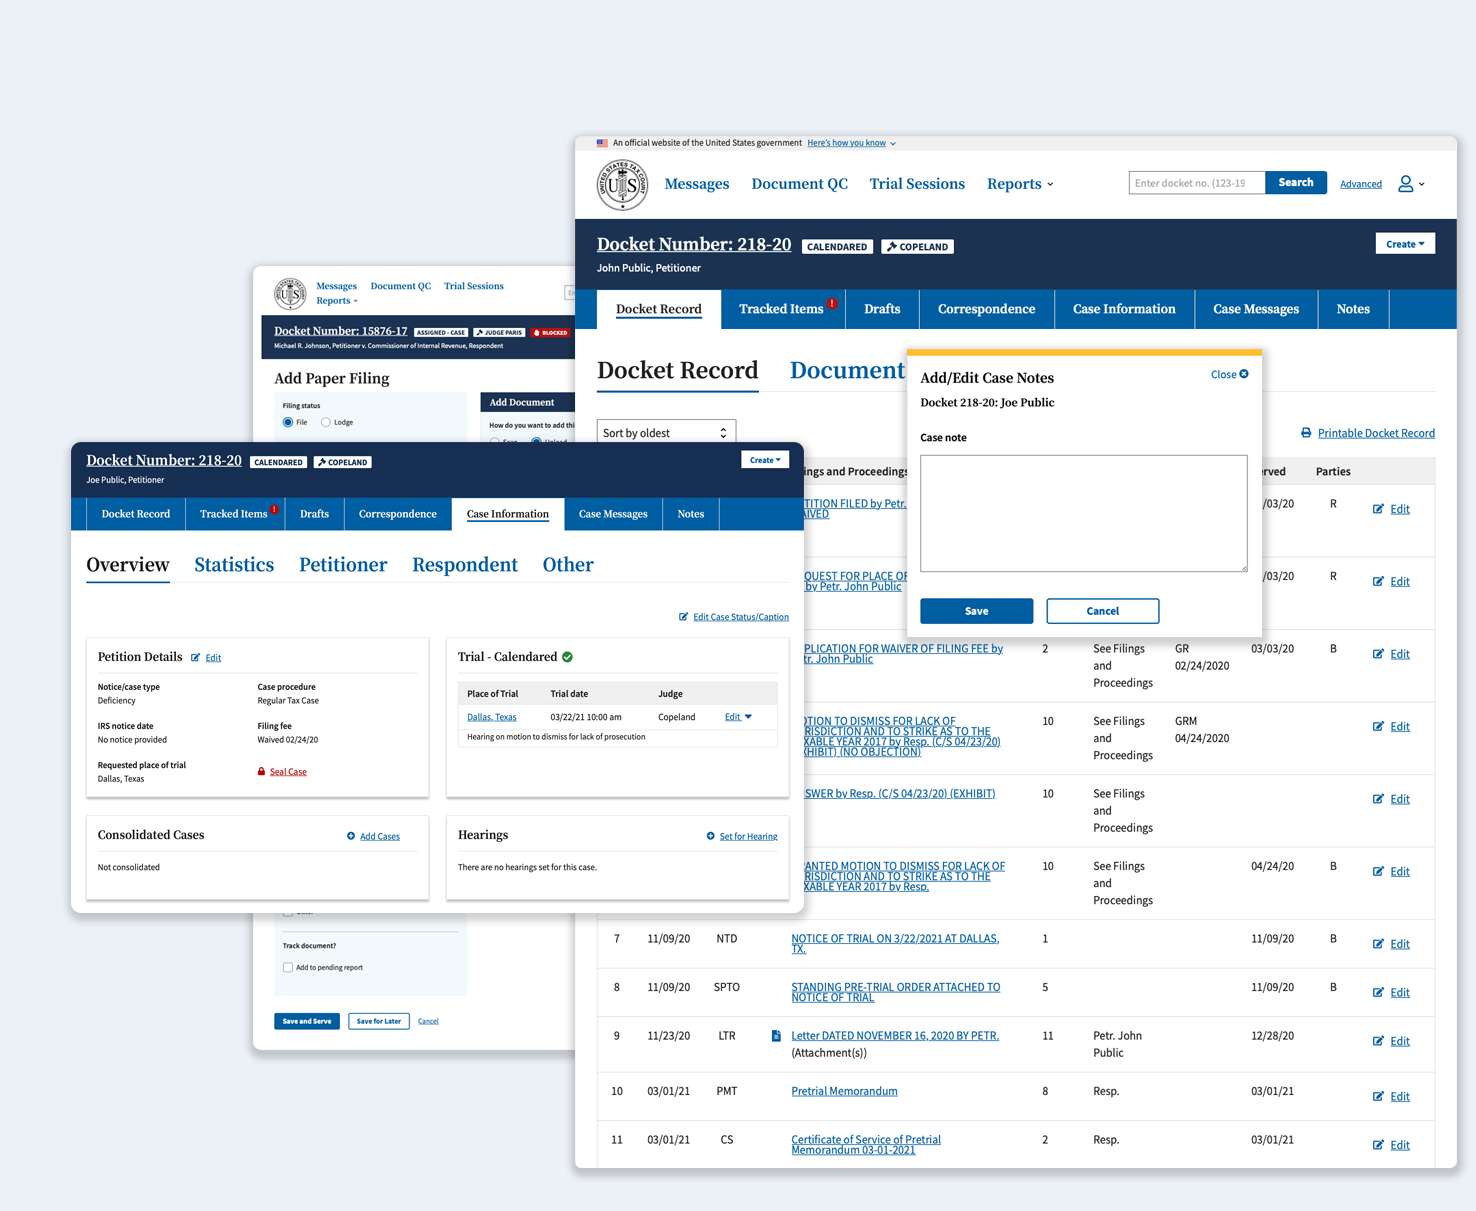 An official website of the United States government Here's how you know
UNITED STATES TAX COURT
US
Messages Document QC Trial Sessions Reports
Enter docket no. (123-19 Search Advanced
Docket Number: 218-20 CALENDARED COPELAND Create
John Public, Petitioner
Docket Record Tracked Items ! Drafts Correspondence Case Information Case Messages Notes
Docket Record Document
Sort by oldest
Printable Docket Record
Add/Edit Case Notes Close
Docket 218-20: Joe Public
Case note
Save Cancel
ings and Proceedings erved Parties
TITION FILED by Petr. /03/20 R Edit
AIVED
QUEST FOR PLACE OF /03/20 R Edit
by Petr. John Public
PLICATION FOR WAIVER OF FILING FEE by 2 See Filings GR 03/03/20 B Edit
tr. John Public and 02/24/2020
Proceedings
OTION TO DISMISS FOR LACK OF 10 See Filings GRM Edit
RISDICTION AND TO STRIKE AS TO THE and 04/24/2020
XABLE YEAR 2017 by Resp. (C/S 04/23/20) Proceedings
XHIBIT) (NO OBJECTION)
SWER by Resp. (C/S 04/23/20) (EXHIBIT) 10 See Filings Edit
and
Proceedings
ANTED MOTION TO DISMISS FOR LACK OF 10 See Filings 04/24/20 B Edit
RISDICTION AND TO STRIKE AS TO THE and
XABLE YEAR 2017 by Resp. Proceedings
7 11/09/20 NTD NOTICE OF TRIAL ON 3/22/2021 AT DALLAS, 1 11/09/20 B Edit
TX.
8 11/09/20 SPTO STANDING PRE-TRIAL ORDER ATTACHED TO 5 11/09/20 B Edit
NOTICE OF TRIAL
9 11/23/20 LTR Letter DATED NOVEMBER 16, 2020 BY PETR. 11 Petr. John 12/28/20 Edit
(Attachment(s)) Public
10 03/01/21 PMT Pretrial Memorandum 8 Resp. 03/01/21 Edit
11 03/01/21 CS Certificate of Service of Pretrial 2 Resp. 03/01/21 Edit
Memorandum 03-01-2021
US
Messages Document QC Trial Sessions
Reports
Docket Number: 15876-17 ASSIGNED - CASE JUDGE PARIS BLOCKED
Michael R. Johnson, Petitioner v. Commissioner of Internal Revenue, Respondent
Add Paper Filing
Filing status
File Lodge
Add Document
How do you want to add thi
Docket Number: 218-20 CALENDARED COPELAND Create
Joe Public, Petitioner
Docket Record Tracked Items ! Drafts Correspondence Case Information Case Messages Notes
Overview Statistics Petitioner Respondent Other
Edit Case Status/Caption
Petition Details Edit
Notice/case type Case procedure
Deficiency Regular Tax Case
IRS notice date Filing fee
No notice provided Waived 02/24/20
Requested place of trial Seal Case
Dallas, Texas
Trial - Calendared
Place of Trial Trial date Judge
Dallas, Texas 03/22/21 10:00 am Copeland Edit
Hearing on motion to dismiss for lack of prosecution
Consolidated Cases Add Cases
Not consolidated
Hearings Set for Hearing
There are no hearings set for this case.
Track document?
Add to pending report
Save and Serve Save for Later Cancel